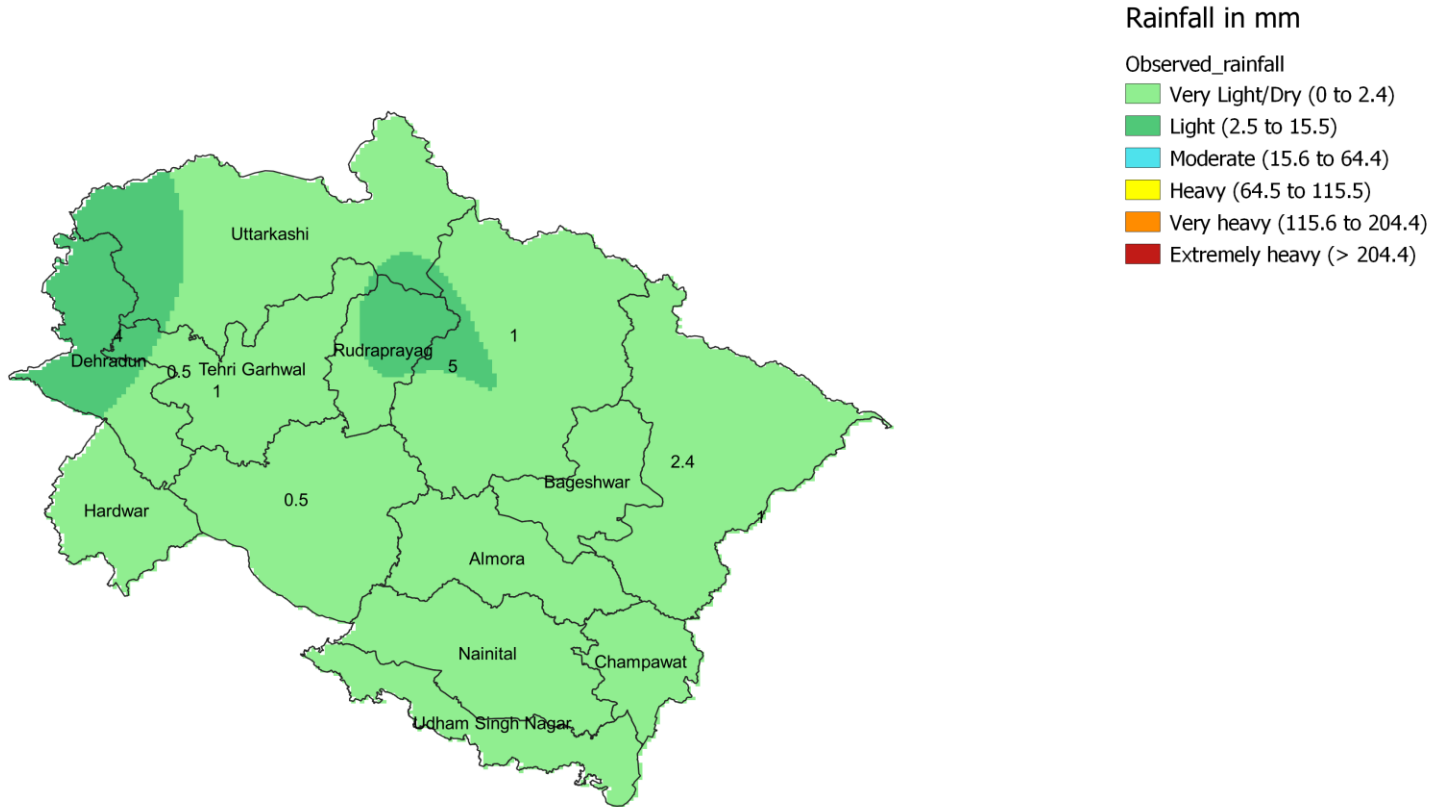 Rainfall in mm
Observed_rainfall
Very Light/Dry (0 to 2.4)
Light (2.5 to 15.5)
Moderate (15.6 to 64.4)
Heavy (64.5 to 115.5)
Very heavy (115.6 to 204.4)
Extremely heavy (> 204.4)
Uttarkashi
4
1
Dehradun
Rudraprayag
0.5
Tehri Garhwal
5
1
2.4
Bageshwar
0.5
Hardwar
1
Almora
Nainital
Champawat
Udham Singh Nagar